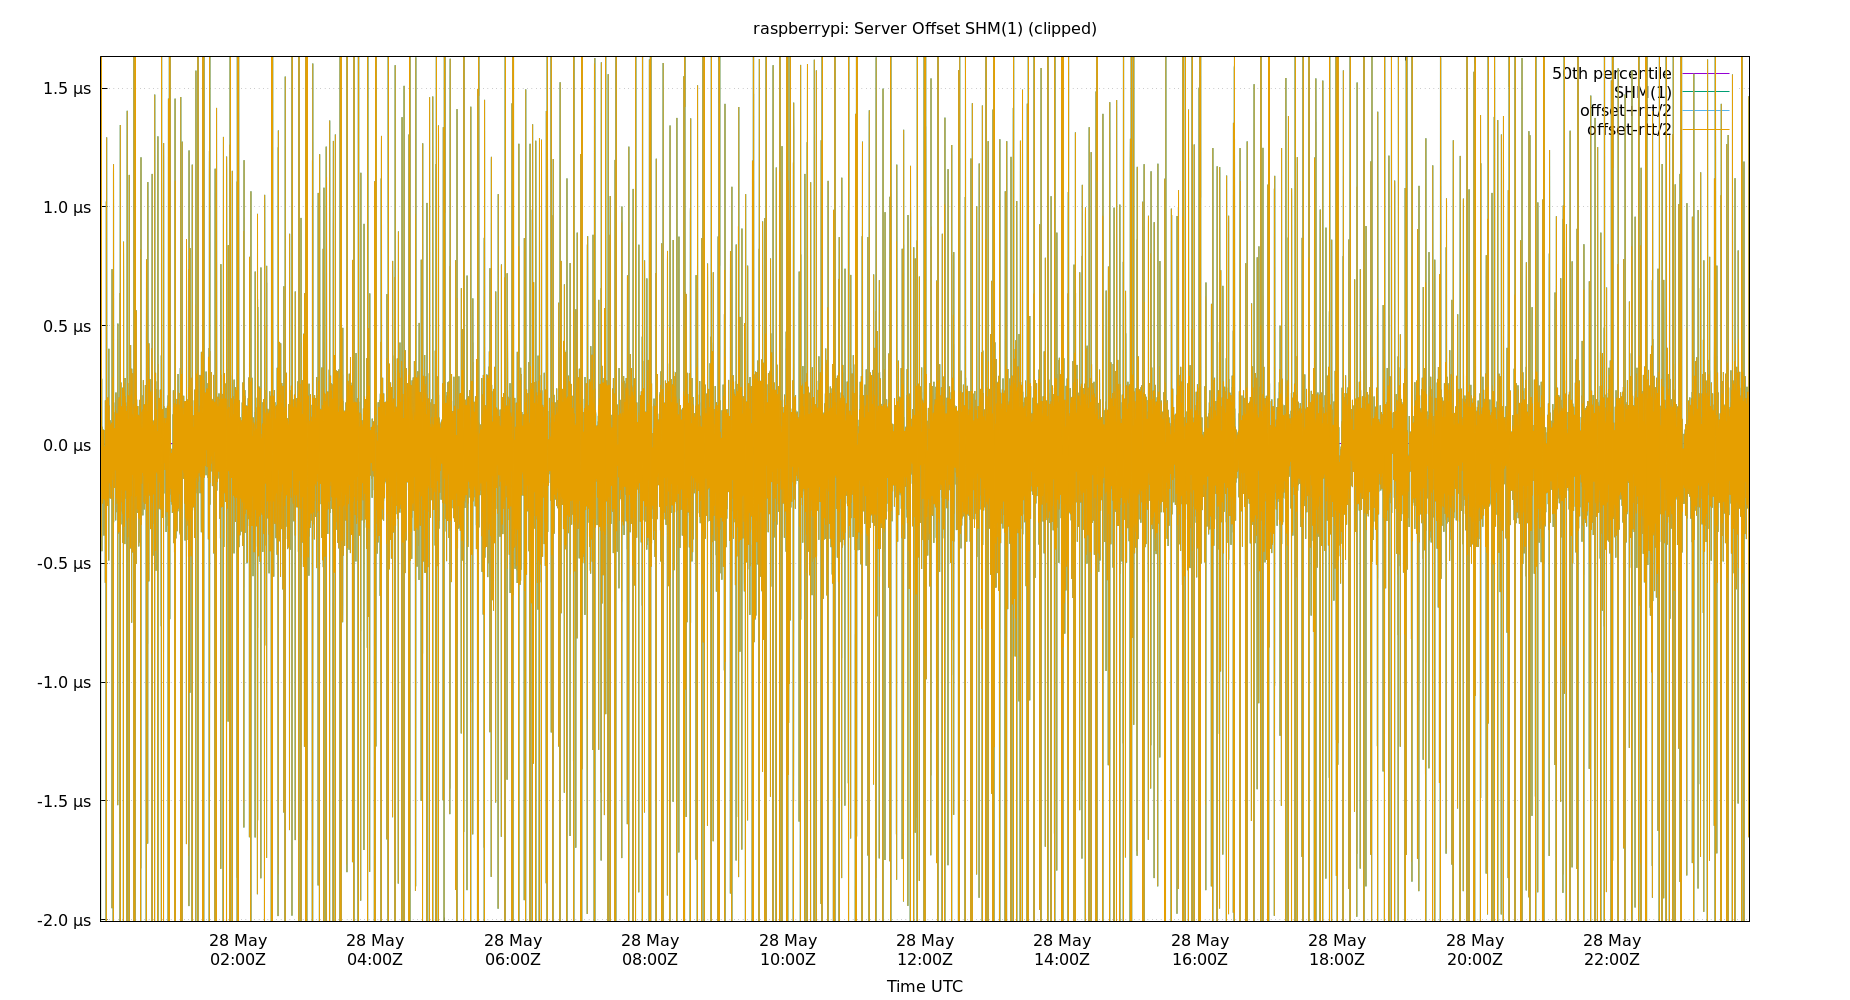 raspberrypi: Server Offset SHM(1) (clipped)
50th percentile
SHM(1)
offset+rtt/2
offset-rtt/2
1.5 µs
1.0 µs
0.5 µs
0.0 µs
-0.5 µs
-1.0 µs
-1.5 µs
-2.0 µs
28 May 28 May 28 May 28 May 28 May 28 May 28 May 28 May 28 May 28 May 28 May
02:00Z 04:00Z 06:00Z 08:00Z 10:00Z 12:00Z 14:00Z 16:00Z 18:00Z 20:00Z 22:00Z
Time UTC